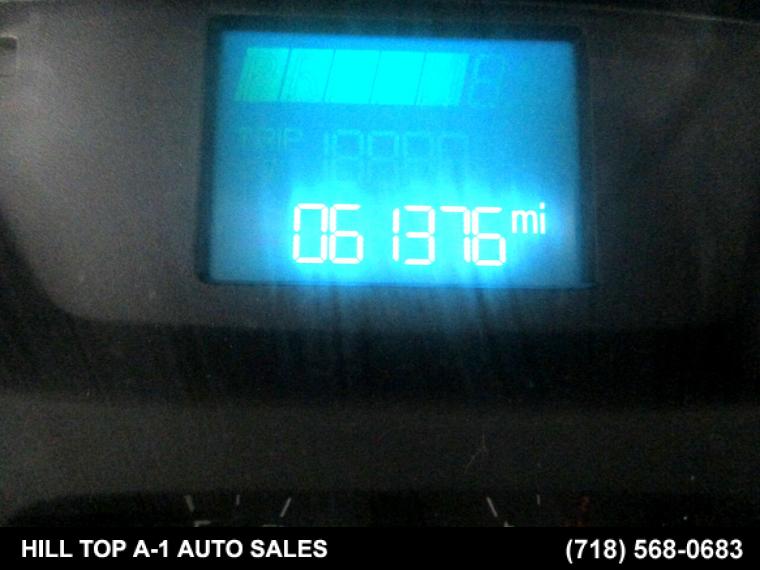 TRIP
061376 mi
HILL TOP A-1 AUTO SALES (718) 568-0683